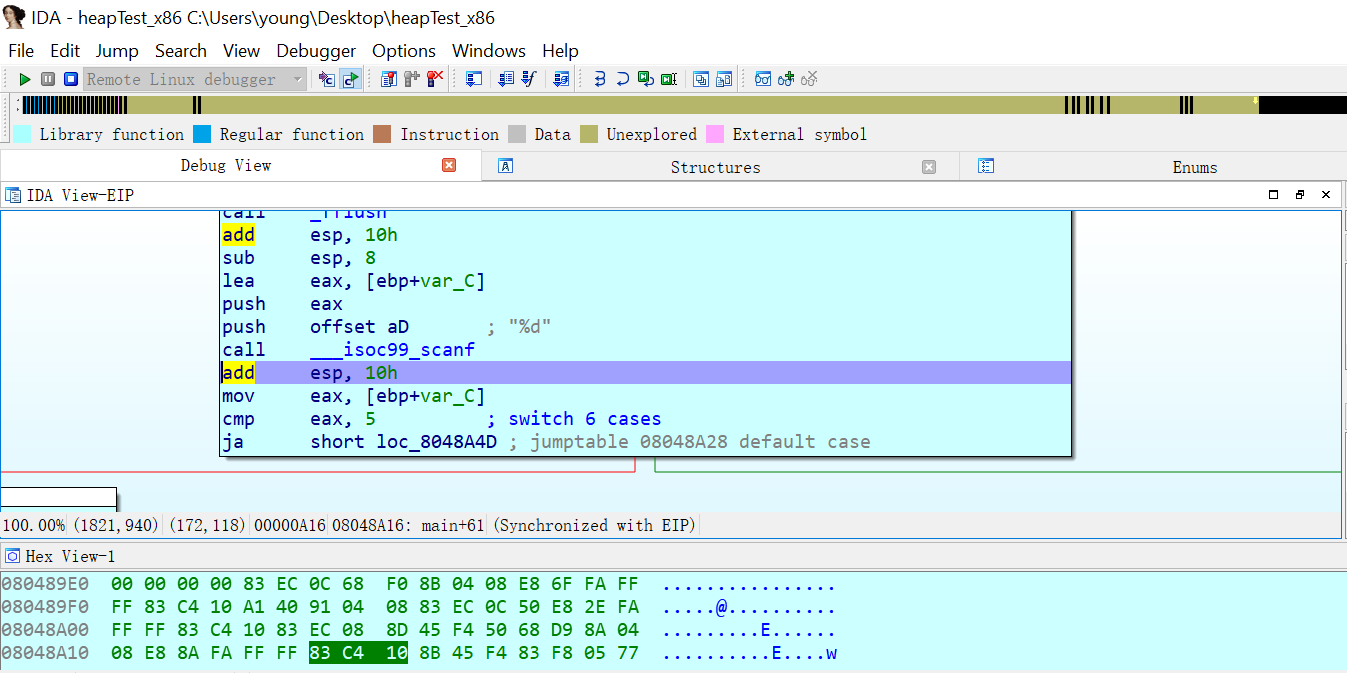 IDA - heapTest_x86 C:\Users\young\Desktop\heapTest_x86
File Edit Jump Search View Debugger Options Windows Help
Remote Linux debugger
Library function Regular function Instruction Data Unexplored External symbol
Debug View Structures Enums
IDA View-EIP
call _fflush
add esp, 10h
sub esp, 8
lea eax, [ebp+var_C]
push eax
push offset aD ; "%d"
call ___isoc99_scanf
add esp, 10h
mov eax, [ebp+var_C]
cmp eax, 5 ; switch 6 cases
ja short loc_8048A4D ; jumptable 08048A28 default case
100.00% (1821,940) (172,118) 00000A16 08048A16: main+61 (Synchronized with EIP)
Hex View-1
080489E0 00 00 00 00 83 EC 0C 68 F0 8B 04 08 E8 6F FA FF ................
080489F0 FF 83 C4 10 A1 40 91 04 08 83 EC 0C 50 E8 2E FA .....@..........
08048A00 FF FF 83 C4 10 83 EC 08 8D 45 F4 50 68 D9 8A 04 .........E......
08048A10 08 E8 8A FA FF FF 83 C4 10 8B 45 F4 83 F8 05 77 ..........E....w